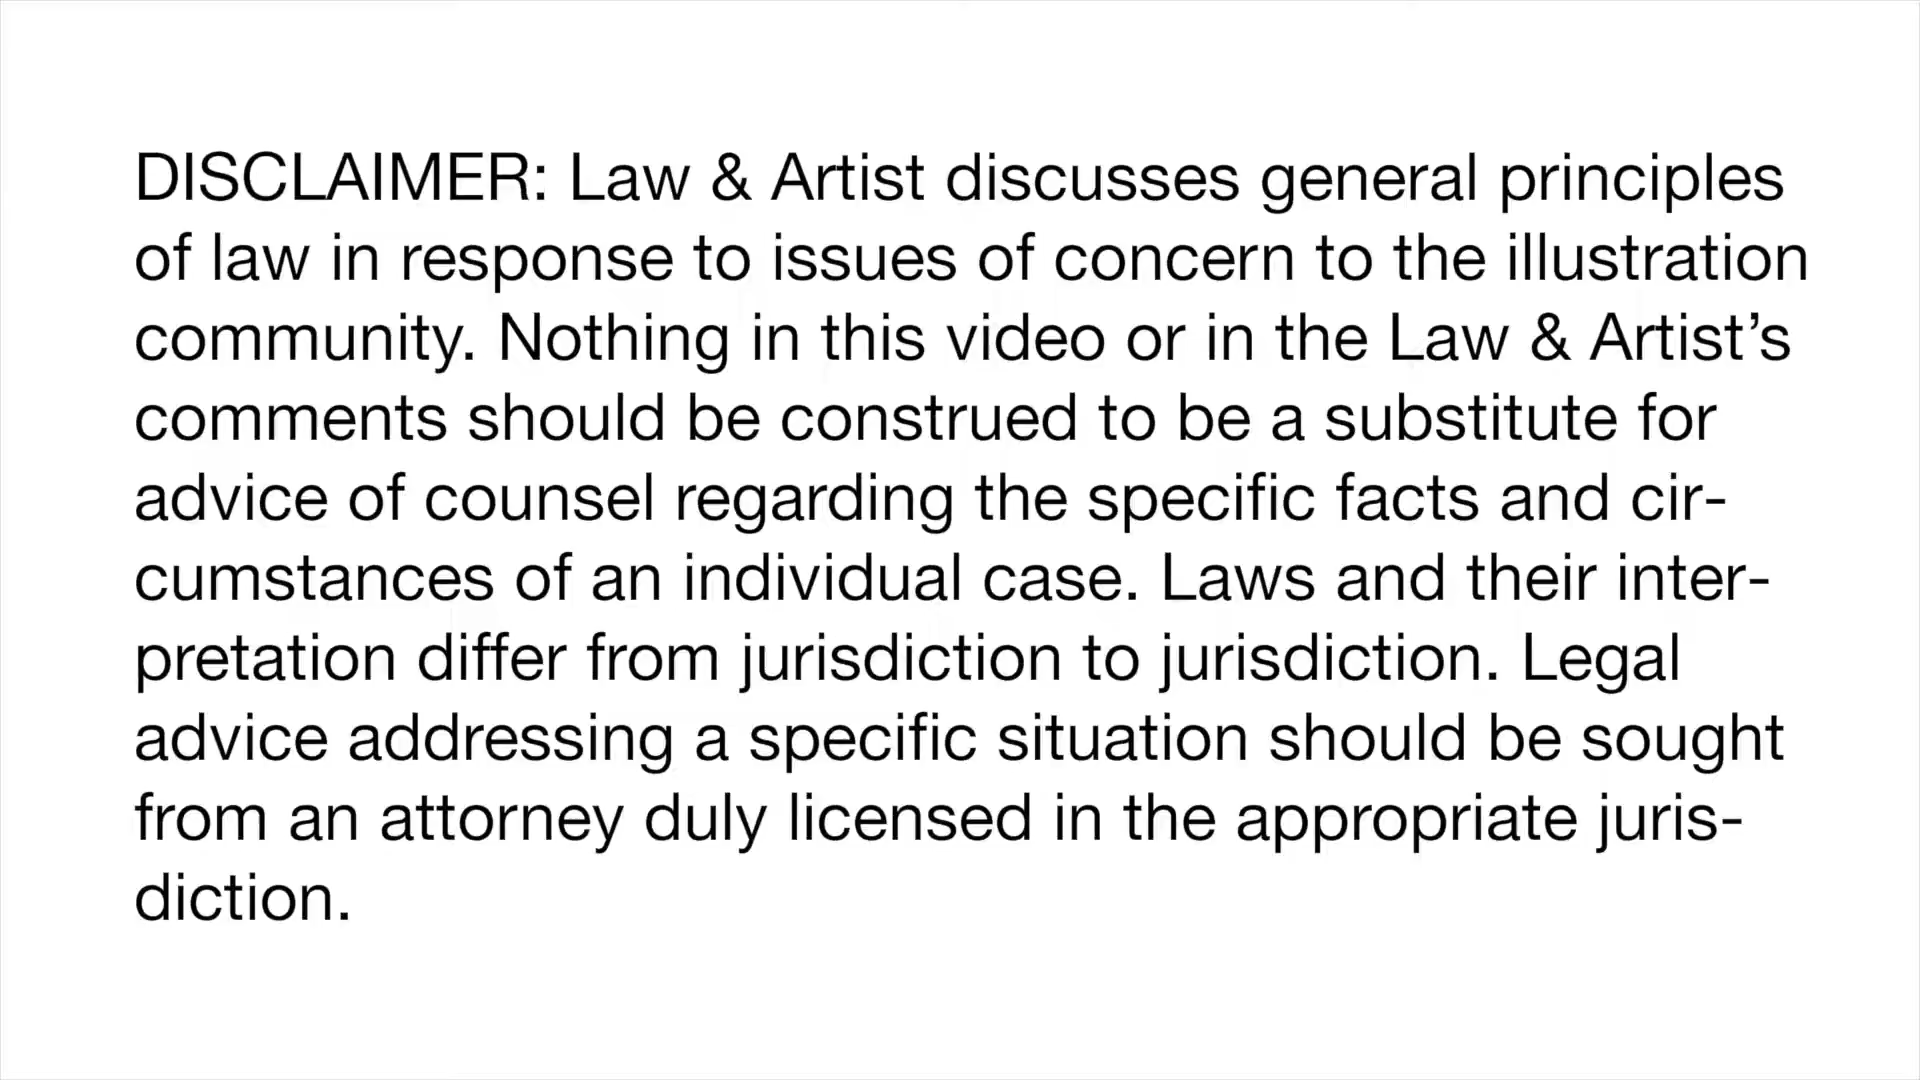 DISCLAIMER: Law & Artist discusses general principles
of law in response to issues of concern to the illustration
community. Nothing in this video or in the Law & Artist’s
comments should be construed to be a substitute for
advice of counsel regarding the specific facts and cir-
cumstances of an individual case. Laws and their inter-
pretation differ from jurisdiction to jurisdiction. Legal
advice addressing a specific situation should be sought
from an attorney duly licensed in the appropriate juris-
diction.